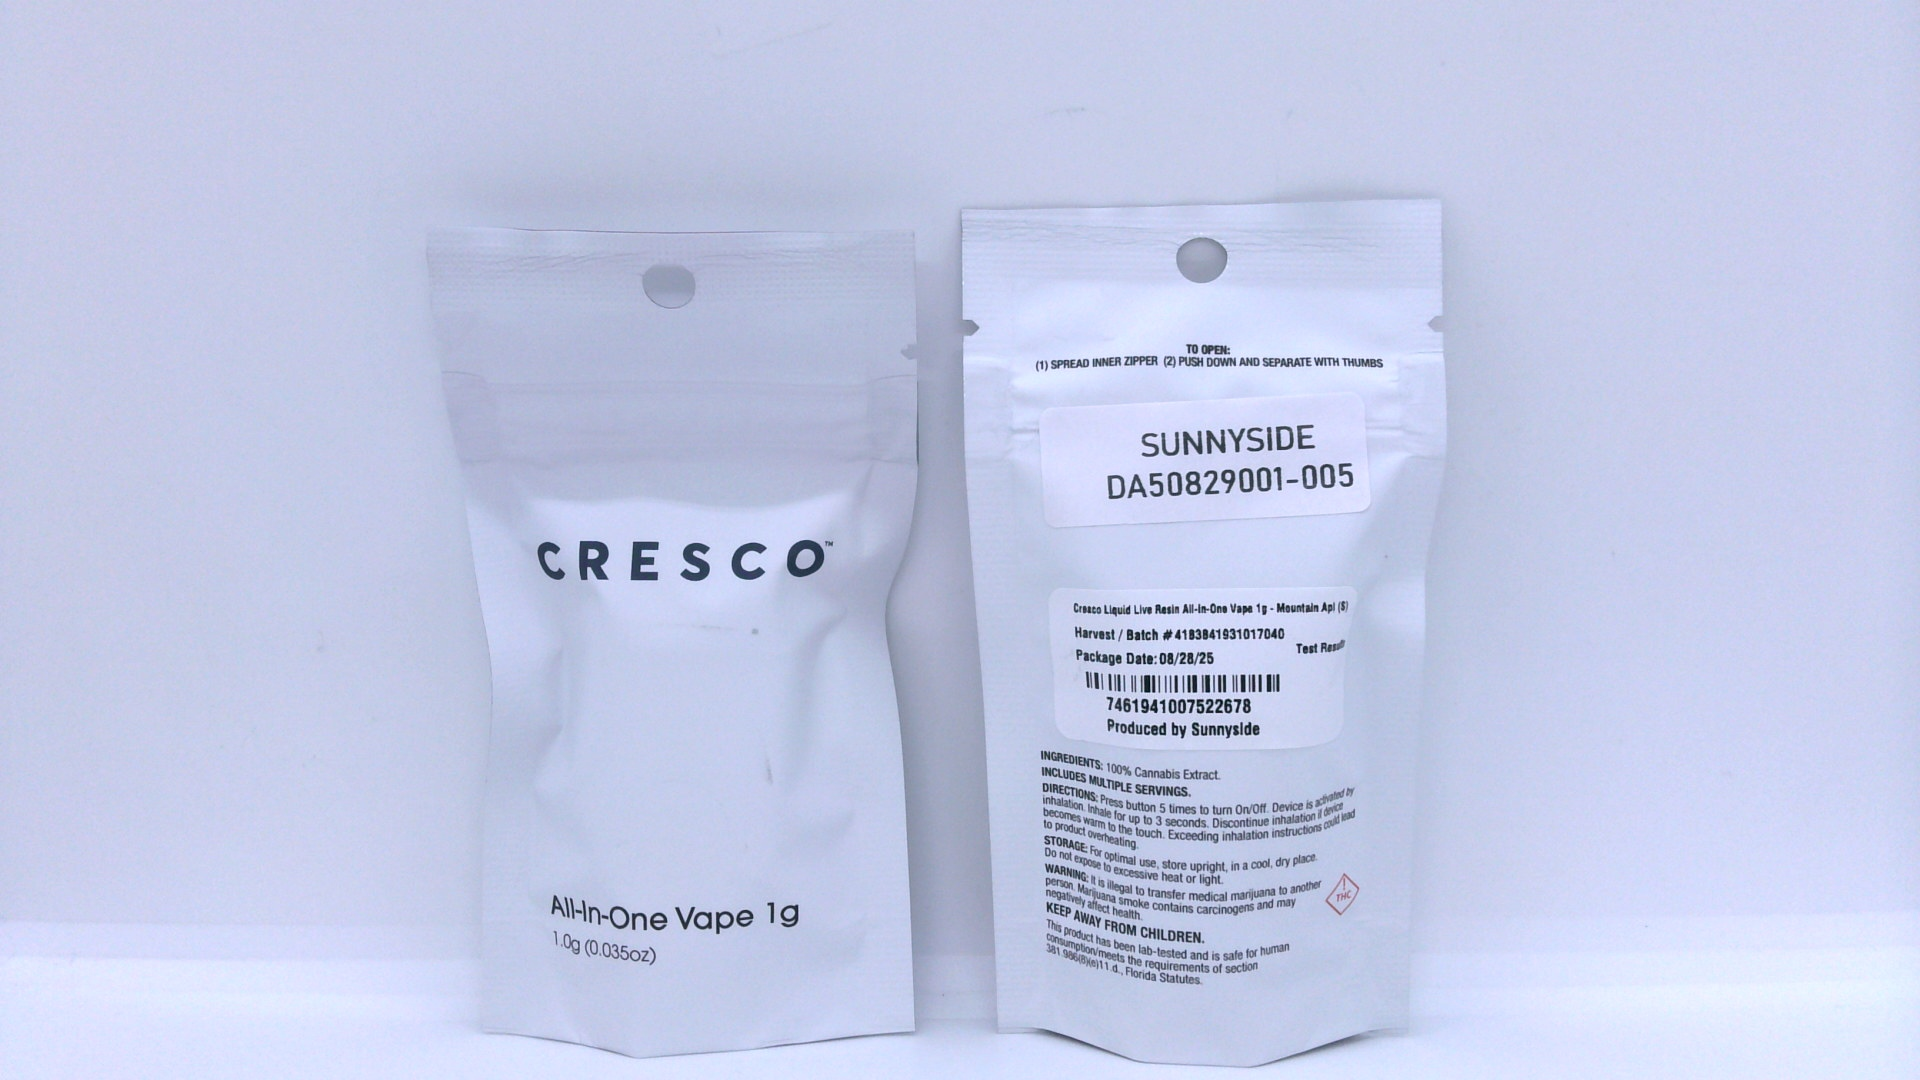 CRESCO™
All-In-One Vape 1g
1.0g (0.035oz)
TO OPEN:
(1) SPREAD INNER ZIPPER (2) PUSH DOWN AND SEPARATE WITH THUMBS
SUNNYSIDE
DA50829001-005
Cresco Liquid Live Resin All-In-One Vape 1g - Mountain Apl (S)
Harvest / Batch #4183841931017040
Test Result
Package Date: 08/28/25
7461941007522678
Produced by Sunnyside
INGREDIENTS: 100% Cannabis Extract.
INCLUDES MULTIPLE SERVINGS.
DIRECTIONS: Press button 5 times to turn On/Off. Device is activated by
inhalation. Inhale for up to 3 seconds. Discontinue inhalation if device
becomes warm to the touch. Exceeding inhalation instructions could lead
to product overheating.
STORAGE: For optimal use, store upright, in a cool, dry place.
Do not expose to excessive heat or light.
WARNING: It is illegal to transfer medical marijuana to another
person. Marijuana smoke contains carcinogens and may
negatively affect health.
KEEP AWAY FROM CHILDREN.
This product has been lab-tested and is safe for human
consumption/meets the requirements of section
381.986(8)(e)11.d., Florida Statutes.
!
THC